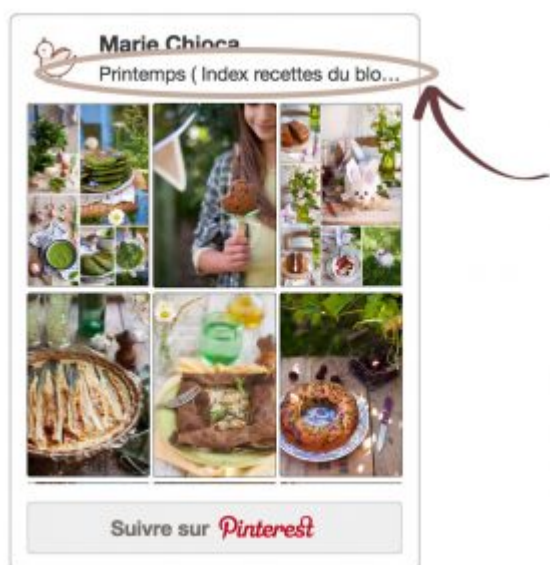 Marie Chioca
Printemps ( Index recettes du blo...
Suivre sur Pinterest